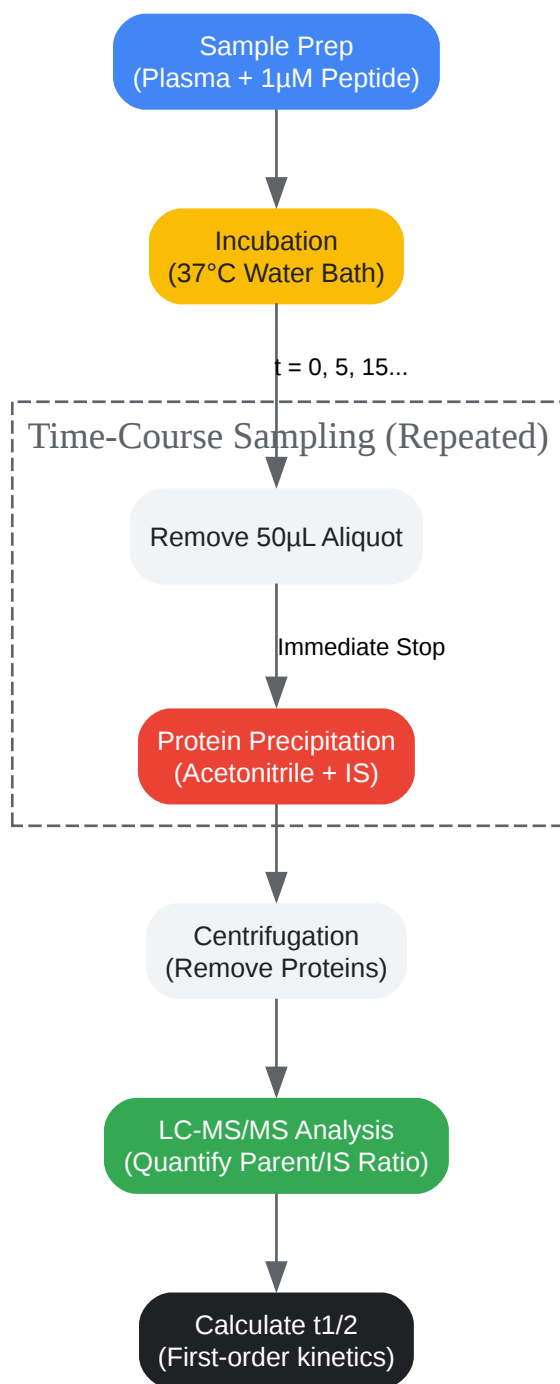 Sample Prep
(Plasma + 1µM Peptide)
Incubation
(37°C Water Bath)
t = 0, 5, 15...
Time-Course Sampling (Repeated)
Remove 50µL Aliquot
Immediate Stop
Protein Precipitation
(Acetonitrile + IS)
Centrifugation
(Remove Proteins)
LC-MS/MS Analysis
(Quantify Parent/IS Ratio)
Calculate t1/2
(First-order kinetics)